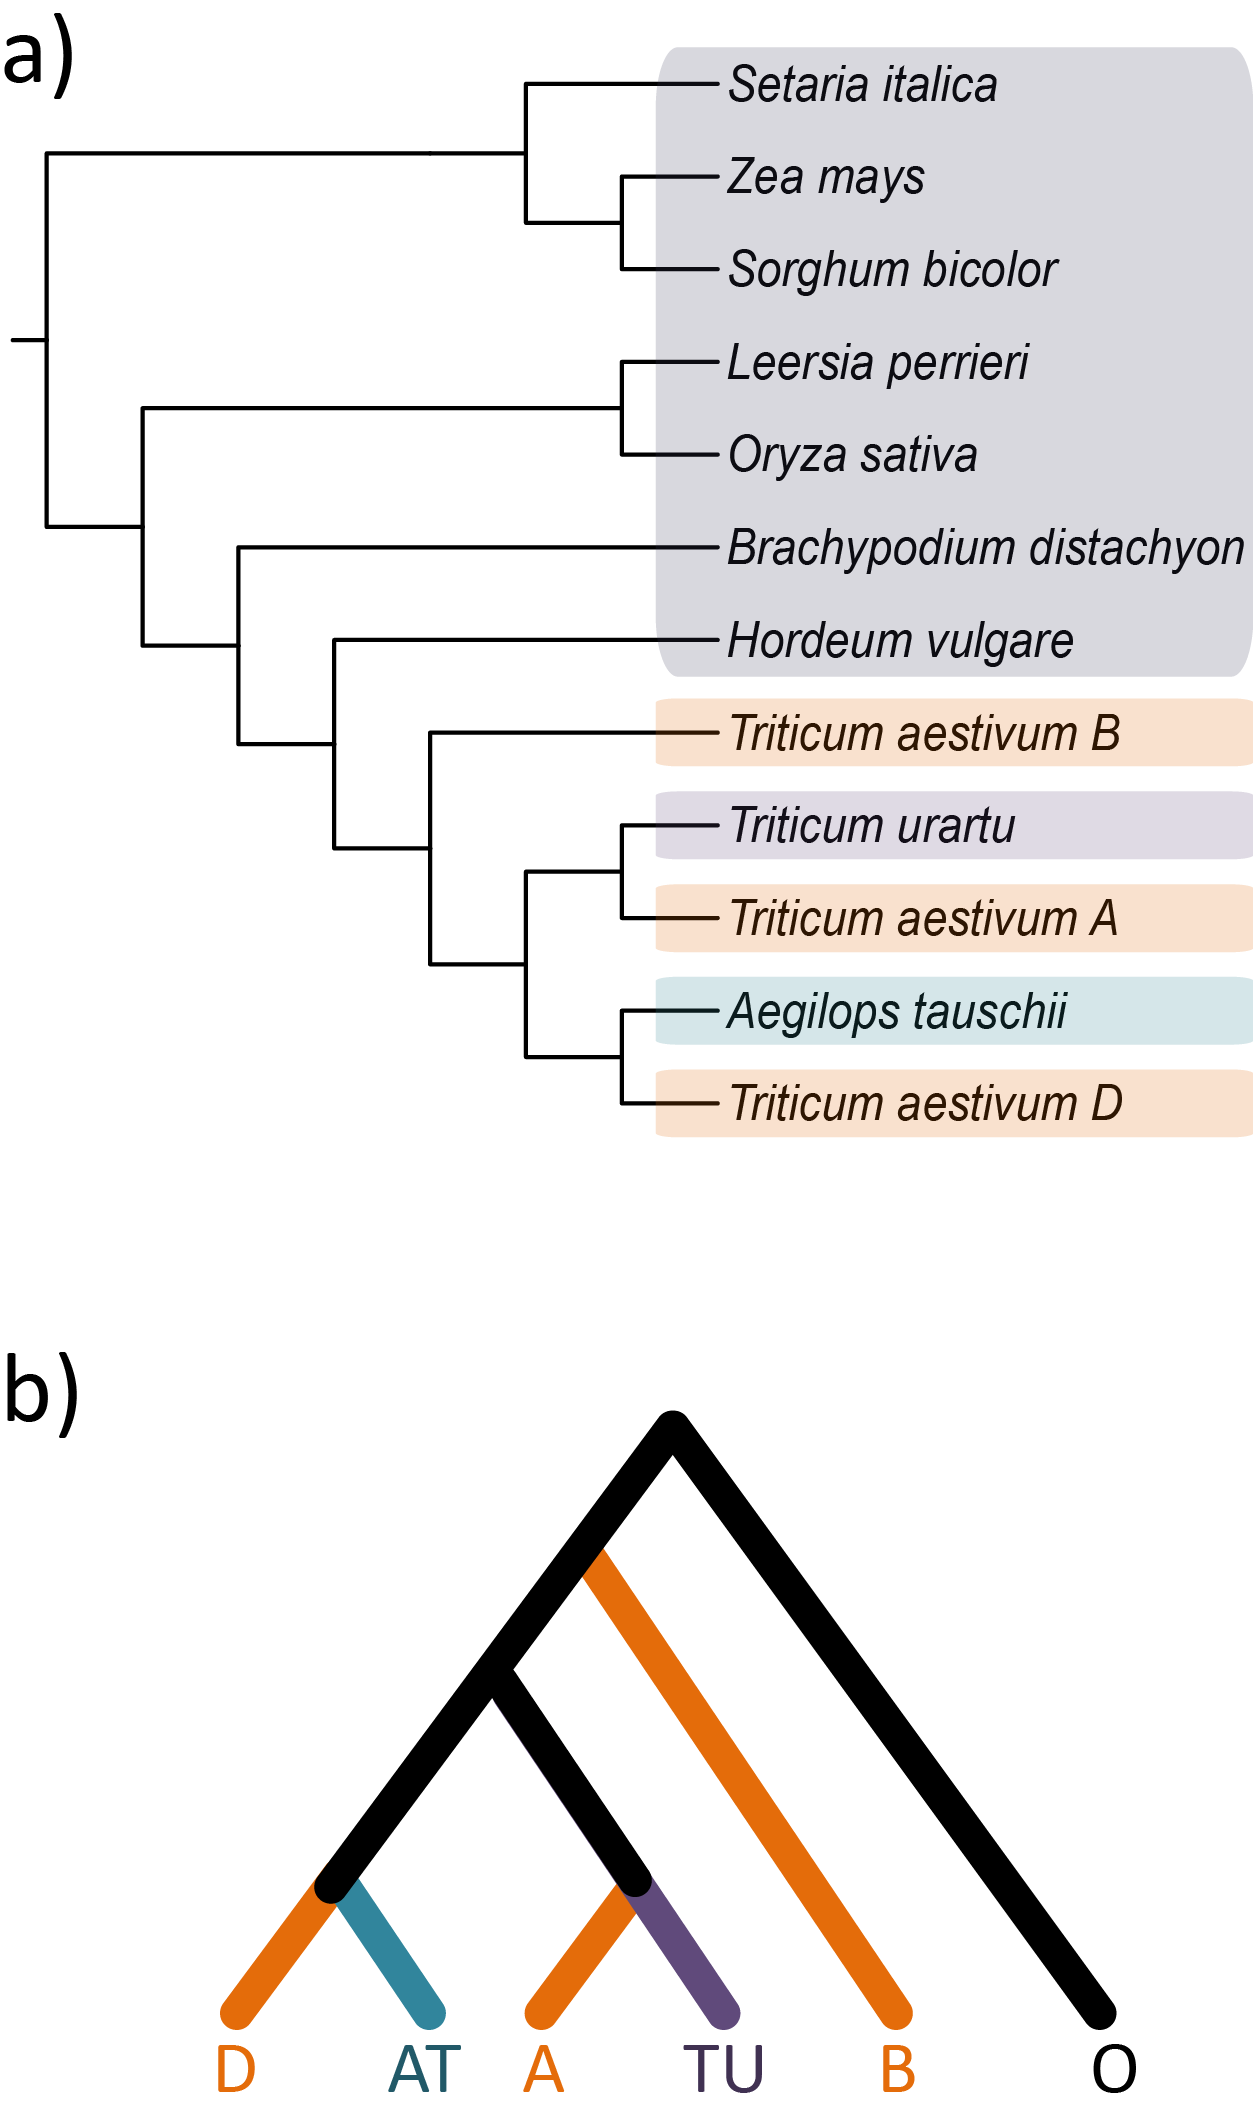 a)
Setaria italica
Zea mays
Sorghum bicolor
Leersia perrieri
Oryza sativa
Brachypodium distachyon
Hordeum vulgare
Triticum aestivum B
Triticum urartu
Triticum aestivum A
Aegilops tauschii
Triticum aestivum D
b)
D AT A TU B O